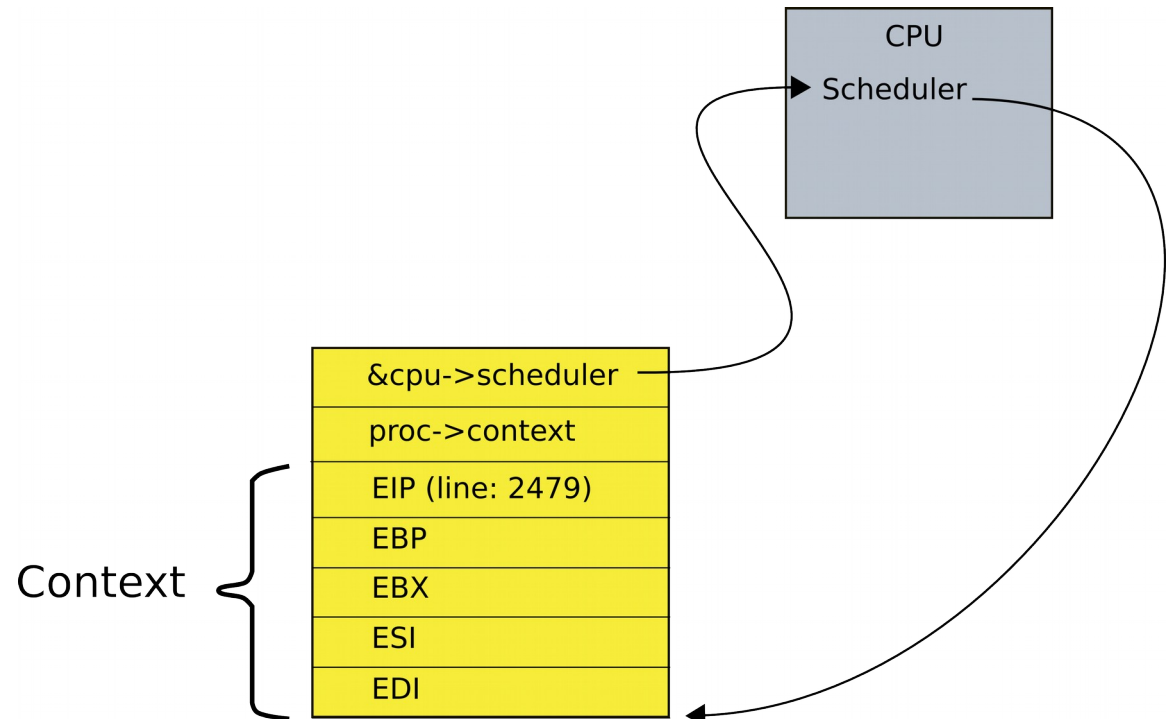 CPU
Scheduler
&cpu->scheduler
proc->context
EIP (line: 2479)
EBP
Context
EBX
ESI
EDI